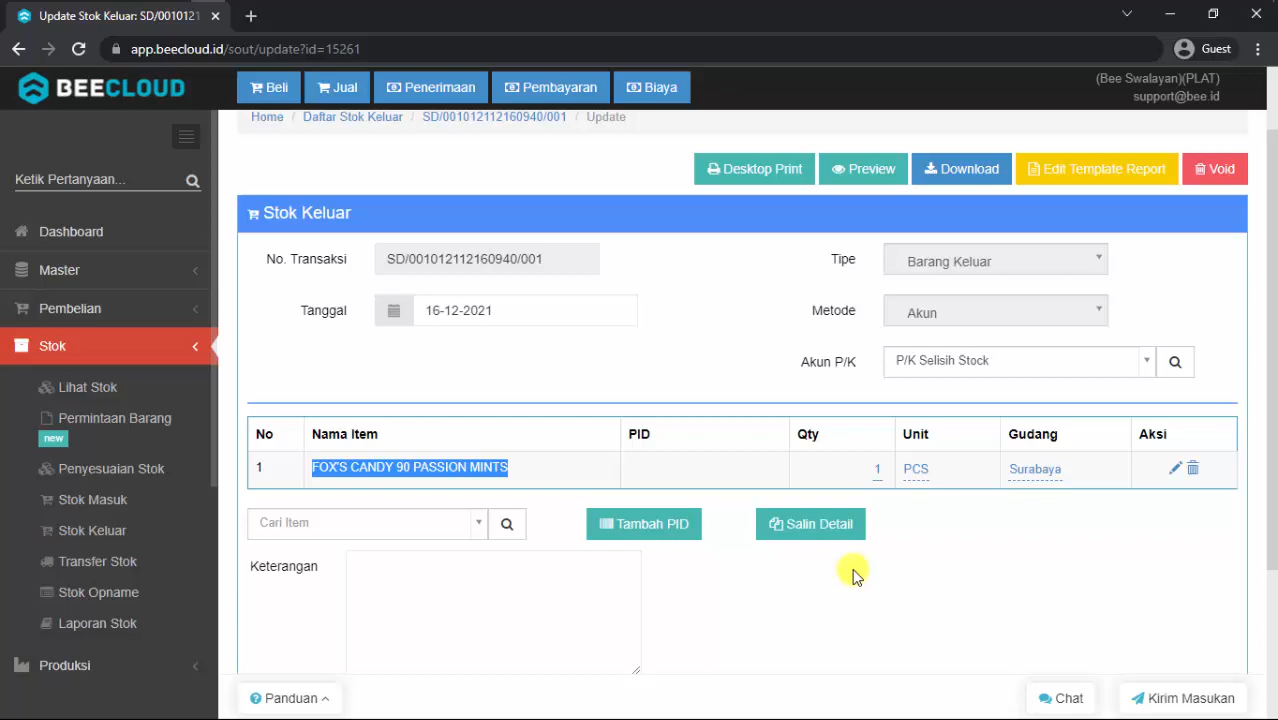 Update Stok Keluar: SD/0010121
app.beecloud.id/sout/update?id=15261
Guest
BEECLOUD
Beli
Jual
Penerimaan
Pembayaran
Biaya
(Bee Swalayan)(PLAT)
support@bee.id
Ketik Pertanyaan...
Dashboard
Master
Pembelian
Stok
Lihat Stok
Permintaan Barang
new
Penyesuaian Stok
Stok Masuk
Stok Keluar
Transfer Stok
Stok Opname
Laporan Stok
Produksi
Home / Daftar Stok Keluar / SD/001012112160940/001 / Update
Desktop Print
Preview
Download
Edit Template Report
Void
Stok Keluar
No. Transaksi SD/001012112160940/001
Tipe Barang Keluar
Tanggal 16-12-2021
Metode Akun
Akun P/K P/K Selisih Stock
No Nama Item PID Qty Unit Gudang Aksi
1 FOX'S CANDY 90 PASSION MINTS 1 PCS Surabaya
Cari Item
Tambah PID
Salin Detail
Keterangan
Panduan
Chat
Kirim Masukan